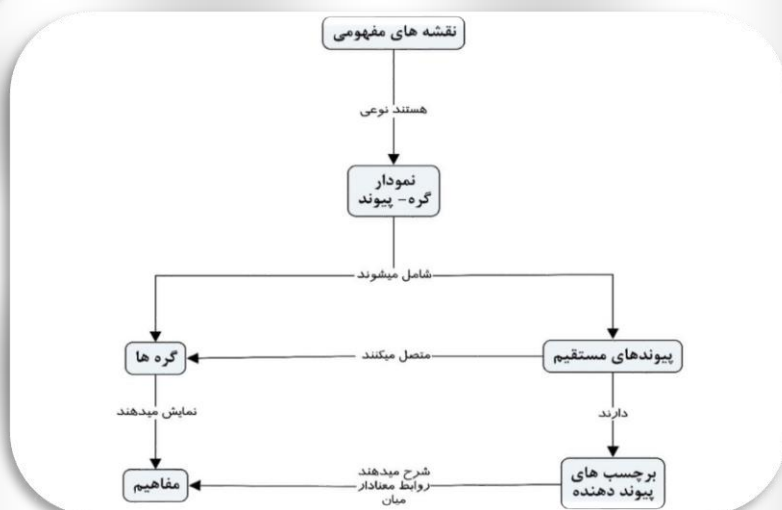 نقشه های مفهومی
هستند نوعی
نمودار
گره- پیوند
شامل میشوند
پیوندهای مستقیم
متصل میکنند
گره ها
دارند
نمایش میدهند
برچسب های
پیوند دهنده
شرح میدهند
روابط معنادار
میان
مفاهیم